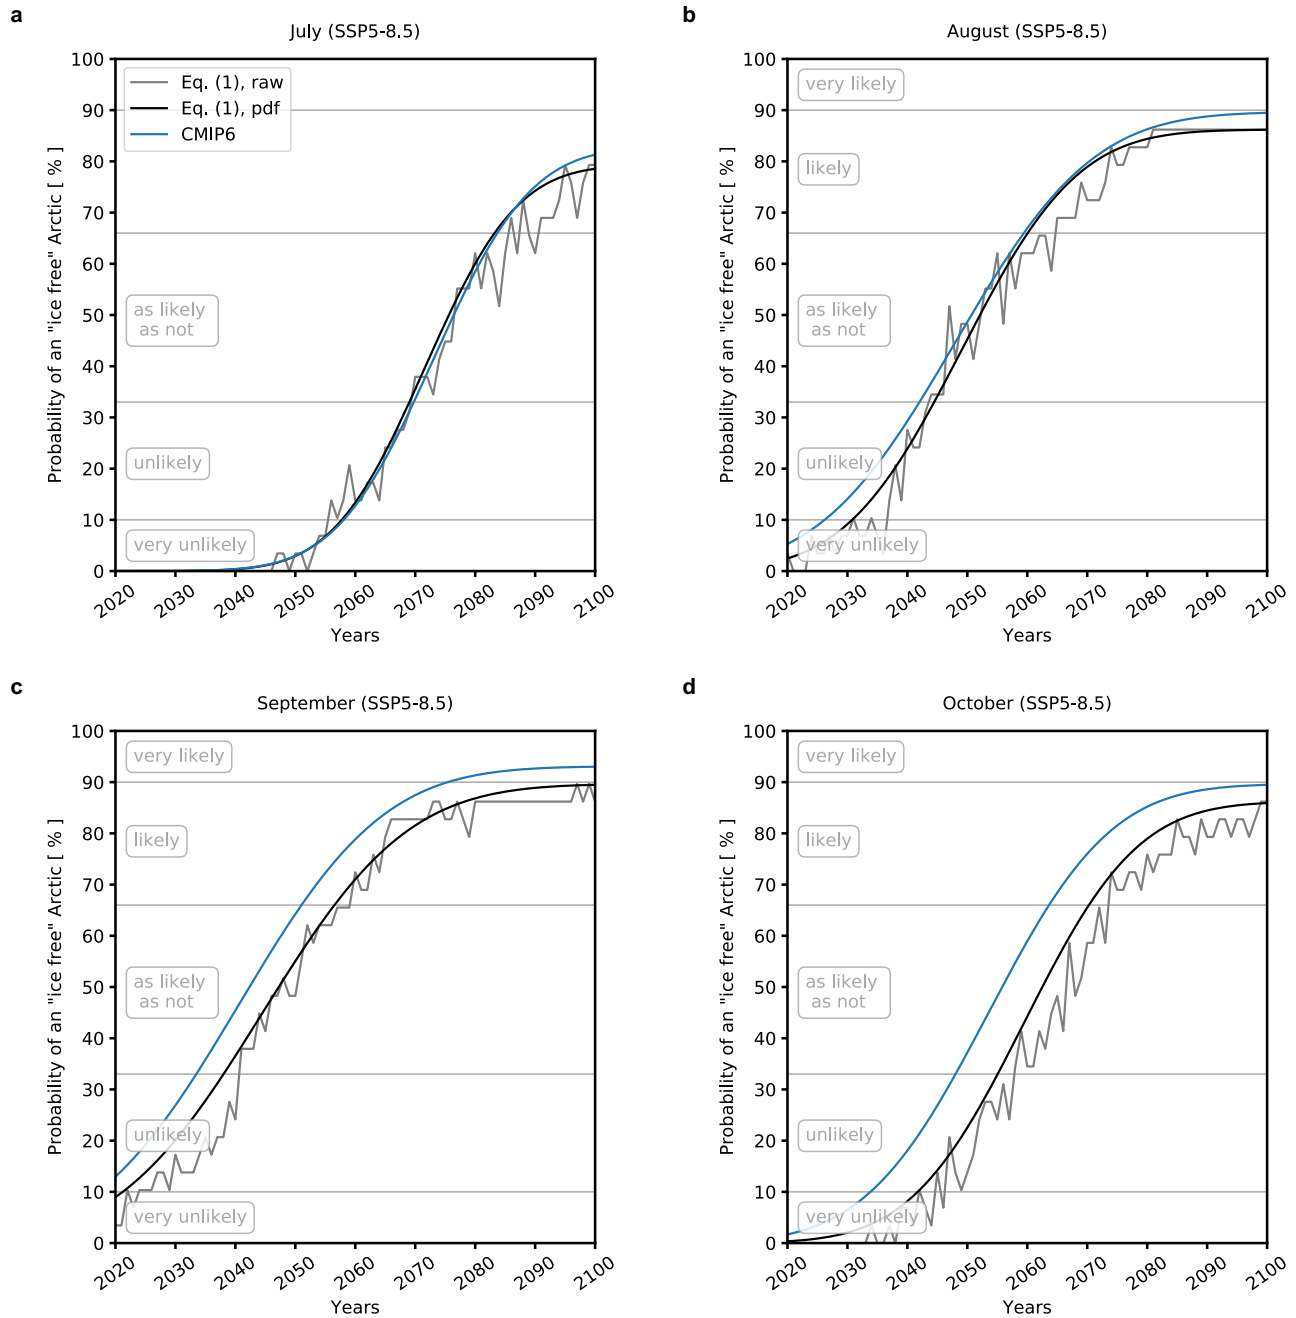 a
July (SSP5-8.5)
Probability of an "ice free" Arctic [ % ]
100
90
80
70
60
50
40
30
20
10
0
Eq. (1), raw
Eq. (1), pdf
CMIP6
as likely
as not
unlikely
very unlikely
2020
2030
2040
2050
2060
2070
2080
2090
2100
Years
b
August (SSP5-8.5)
Probability of an "ice free" Arctic [ % ]
100
90
80
70
60
50
40
30
20
10
0
very likely
likely
as likely
as not
unlikely
very unlikely
2020
2030
2040
2050
2060
2070
2080
2090
2100
Years
c
September (SSP5-8.5)
Probability of an "ice free" Arctic [ % ]
100
90
80
70
60
50
40
30
20
10
0
very likely
likely
as likely
as not
unlikely
very unlikely
2020
2030
2040
2050
2060
2070
2080
2090
2100
Years
d
October (SSP5-8.5)
Probability of an "ice free" Arctic [ % ]
100
90
80
70
60
50
40
30
20
10
0
very likely
likely
as likely
as not
unlikely
very unlikely
2020
2030
2040
2050
2060
2070
2080
2090
2100
Years